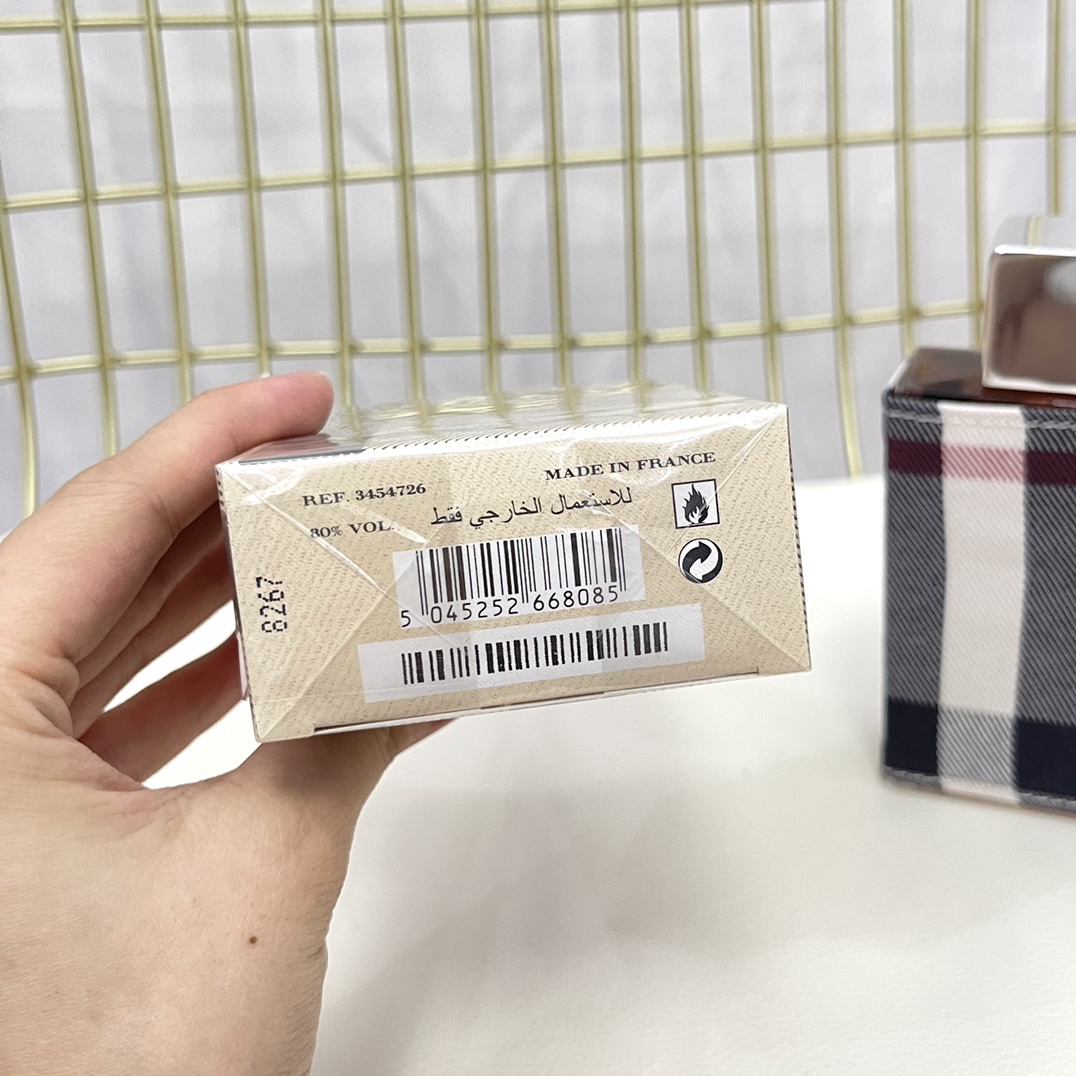 MADE IN FRANCE
REF. 3454726
للاستعمال الخارجي فقط
80% VOL.
5 045252 668085
8267